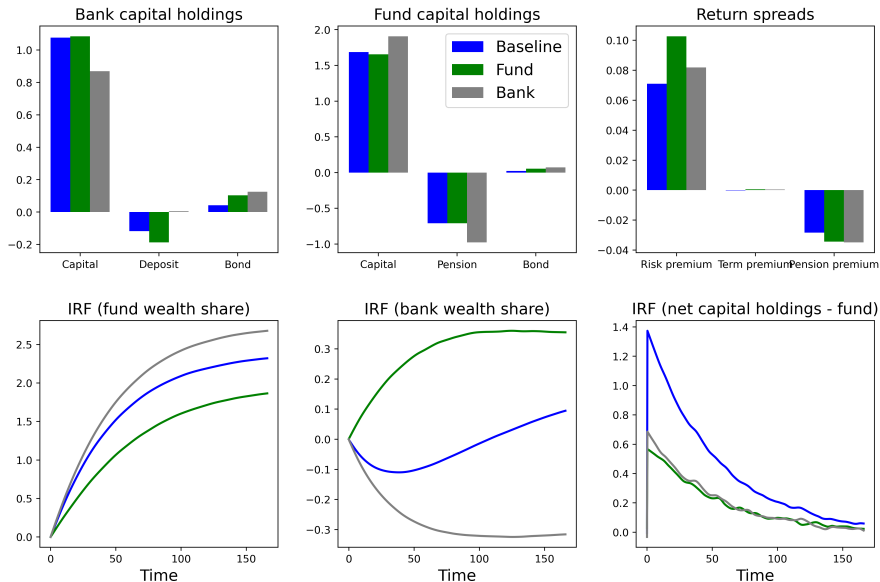 Bank capital holdings
1.0
0.8
0.6
0.4
0.2
0.0
−0.2
Capital Deposit Bond
Fund capital holdings
2.0
1.5
1.0
0.5
0.0
−0.5
−1.0
Capital Pension Bond
Baseline
Fund
Bank
Return spreads
0.10
0.08
0.06
0.04
0.02
0.00
−0.02
−0.04
Risk premium Term premium Pension premium
IRF (fund wealth share)
2.5
2.0
1.5
1.0
0.5
0.0
0 50 100 150
Time
IRF (bank wealth share)
0.3
0.2
0.1
0.0
−0.1
−0.2
−0.3
0 50 100 150
Time
IRF (net capital holdings - fund)
1.4
1.2
1.0
0.8
0.6
0.4
0.2
0.0
0 50 100 150
Time